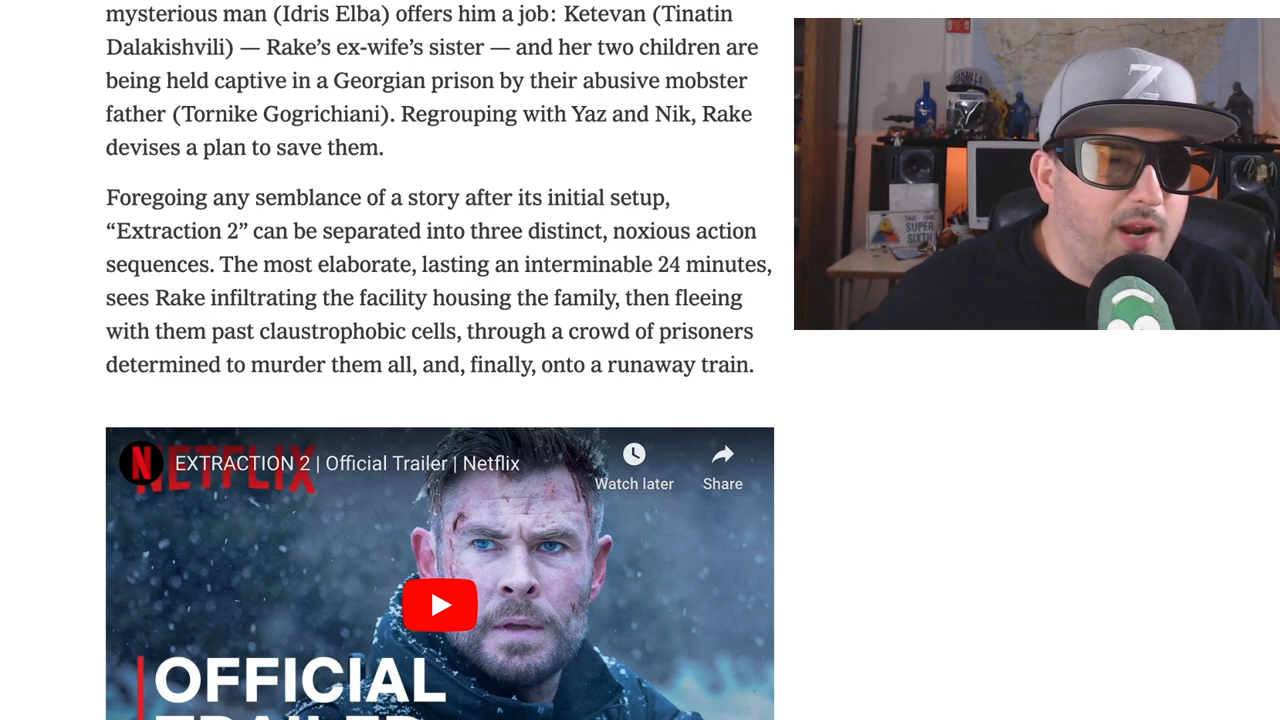 mysterious man (Idris Elba) offers him a job: Ketevan (Tinatin
Dalakishvili) — Rake’s ex-wife’s sister — and her two children are
being held captive in a Georgian prison by their abusive mobster
father (Tornike Gogrichiani). Regrouping with Yaz and Nik, Rake
devises a plan to save them.
Foregoing any semblance of a story after its initial setup,
“Extraction 2” can be separated into three distinct, noxious action
sequences. The most elaborate, lasting an interminable 24 minutes,
sees Rake infiltrating the facility housing the family, then fleeing
with them past claustrophobic cells, through a crowd of prisoners
determined to murder them all, and, finally, onto a runaway train.
N
NETFLIX
EXTRACTION 2 | Official Trailer | Netflix
Watch later
Share
OFFICIAL
TRAILER
Z
SUPER
SIXTH